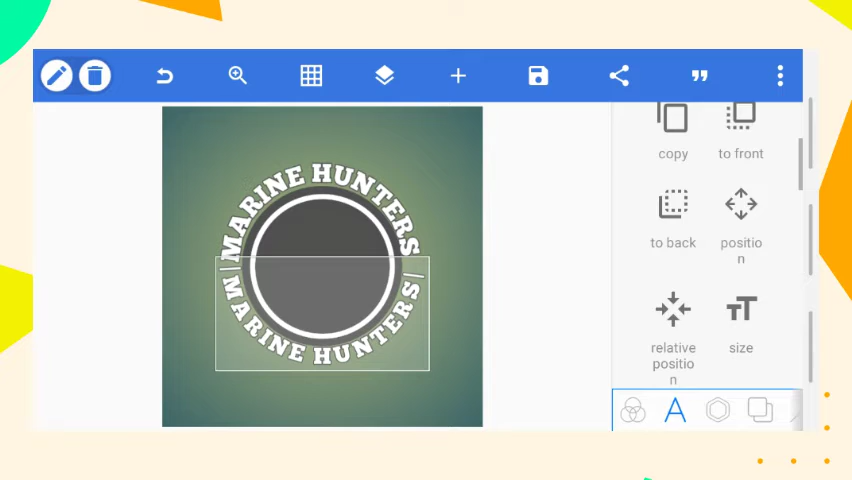 copy
to front
MARINE HUNTERS
to back
positio
n
|MARINE HUNTERS|
relative
positio
n
size
A